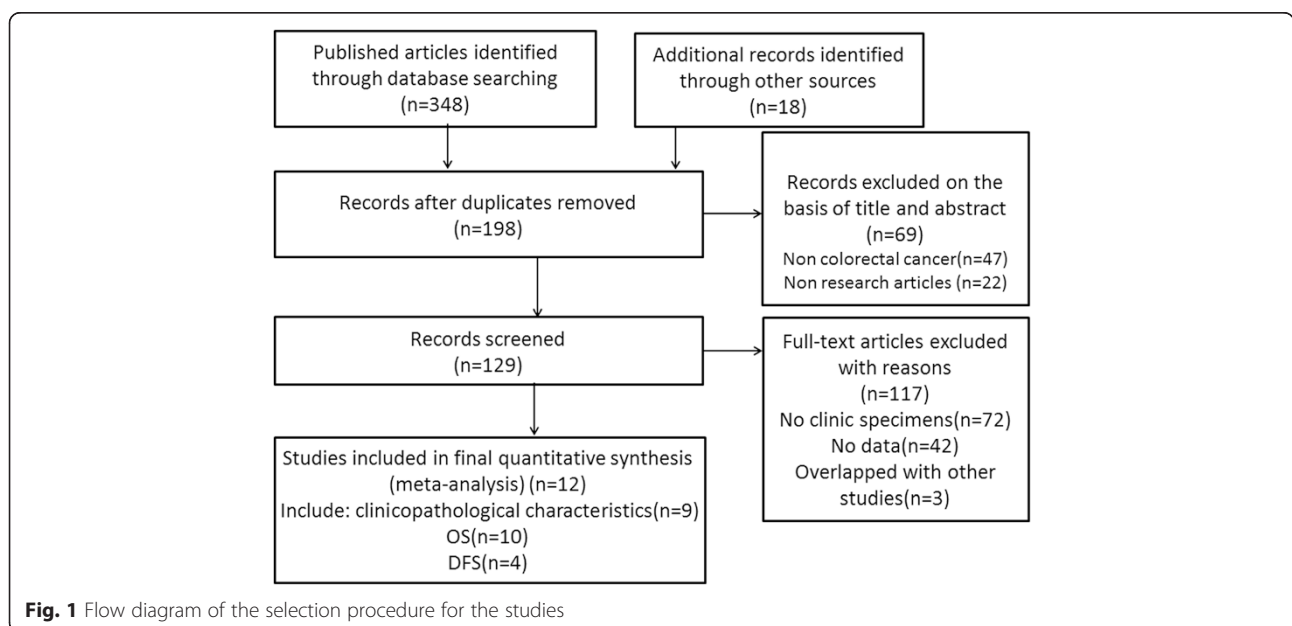 Published articles identified
through database searching
(n=348)
Additional records identified
through other sources
(n=18)
Records after duplicates removed
(n=198)
Records excluded on the
basis of title and abstract
(n=69)
Non colorectal cancer(n=47)
Non research articles (n=22)
Records screened
(n=129)
Full-text articles excluded
with reasons
(n=117)
No clinic specimens(n=72)
No data(n=42)
Overlapped with other
studies(n=3)
Studies included in final quantitative synthesis
(meta-analysis) (n=12)
Include: clinicopathological characteristics(n=9)
OS(n=10)
DFS(n=4)
Fig. 1 Flow diagram of the selection procedure for the studies